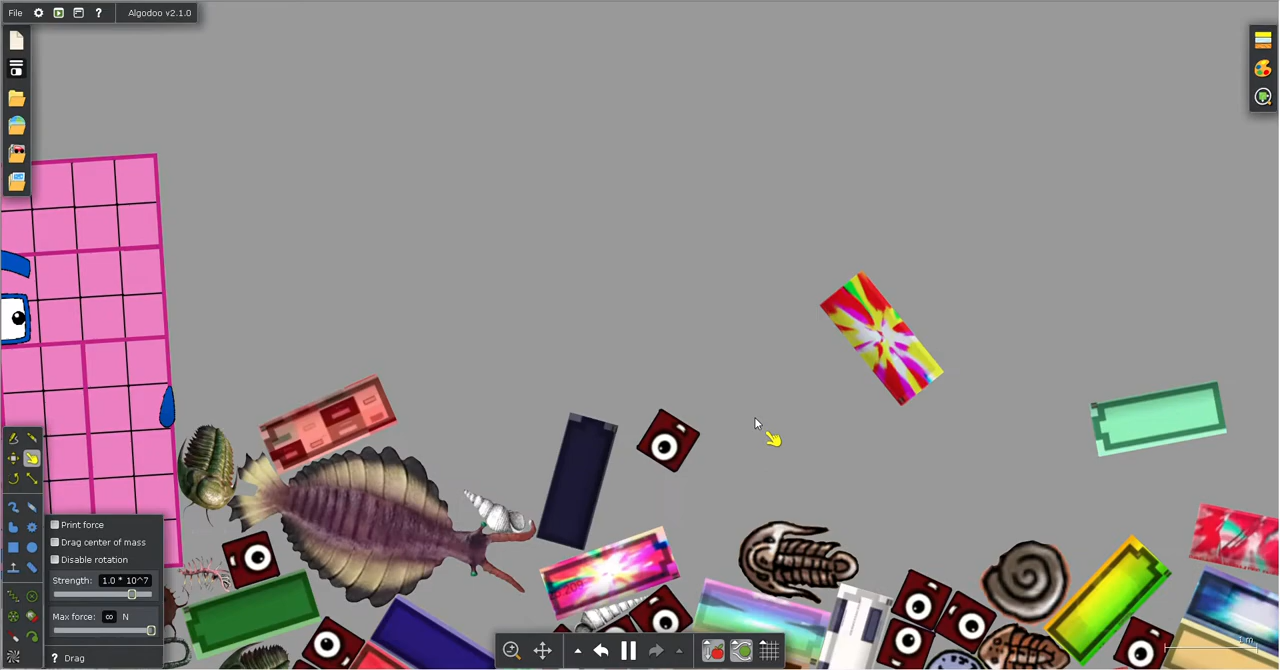 File ? Algodoo v2.1.0
Print force
Drag center of mass
Disable rotation
Strength: 1.0 * 10^7
Max force: ∞ N
? Drag
1 m